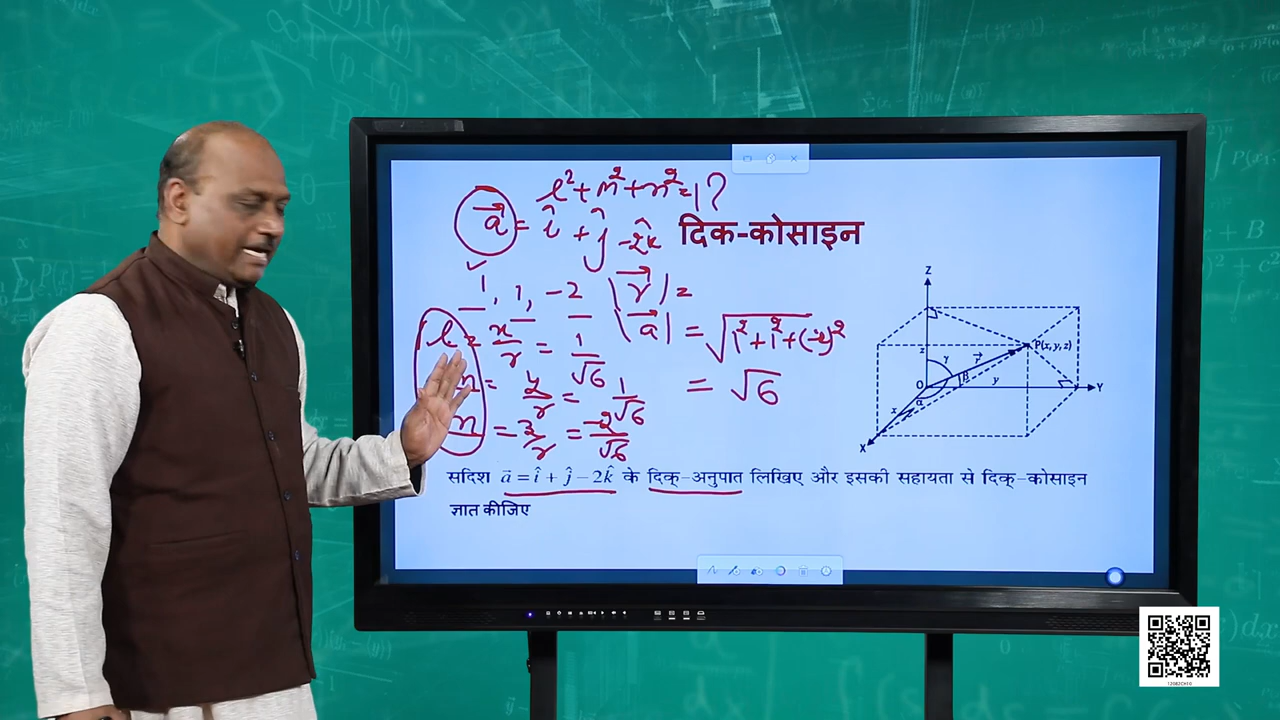 l² + m² + n² = 1 ?
a⃗ = î + ĵ - 2k̂
दिक-कोसाइन
1, 1, -2 |r⃗| =
|a⃗| = √1² + 1² + (-2)²
l = x/r = 1/√6
= √6
m = y/r = 1/√6
n = z/r = -2/√6
Z
P(x, y, z)
z
γ
r⃗
O
β
y
Y
α
x
X
सदिश a⃗ = î + ĵ − 2k̂ के दिक्-अनुपात लिखिए और इसकी सहायता से दिक्-कोसाइन
ज्ञात कीजिए
12082CH10